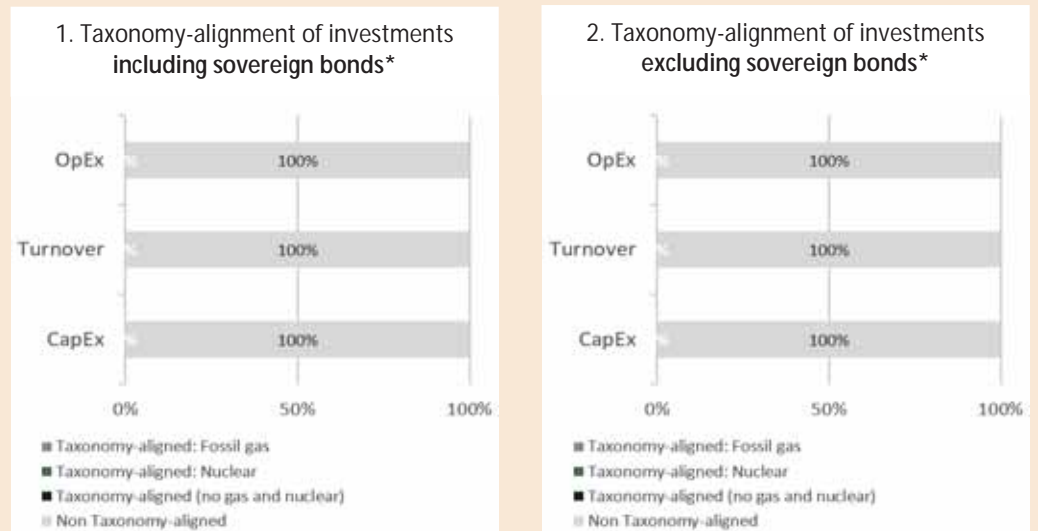 1. Taxonomy-alignment of investments
including sovereign bonds*
OpEx
100%
Turnover
100%
CapEx
100%
0% 50% 100%
Taxonomy-aligned: Fossil gas
Taxonomy-aligned: Nuclear
Taxonomy-aligned (no gas and nuclear)
Non Taxonomy-aligned
2. Taxonomy-alignment of investments
excluding sovereign bonds*
OpEx
100%
Turnover
100%
CapEx
100%
0% 50% 100%
Taxonomy-aligned: Fossil gas
Taxonomy-aligned: Nuclear
Taxonomy-aligned (no gas and nuclear)
Non Taxonomy-aligned